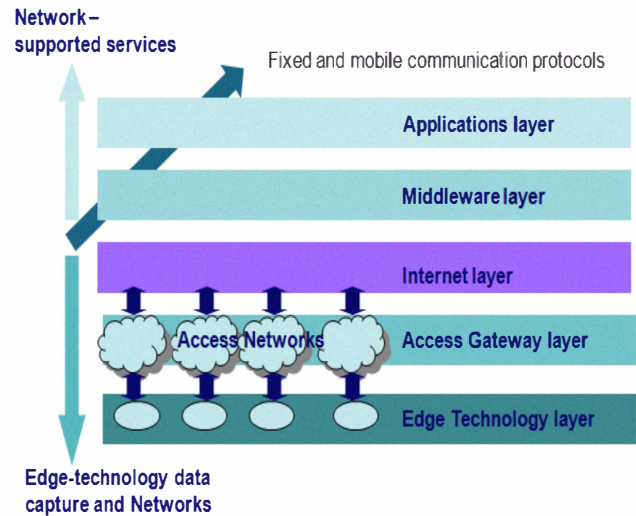 Network–
supported services
Fixed and mobile communication protocols
Applications layer
Middleware layer
Internet layer
Access Networks
Access Gateway layer
Edge Technology layer
Edge-technology data
capture and Networks